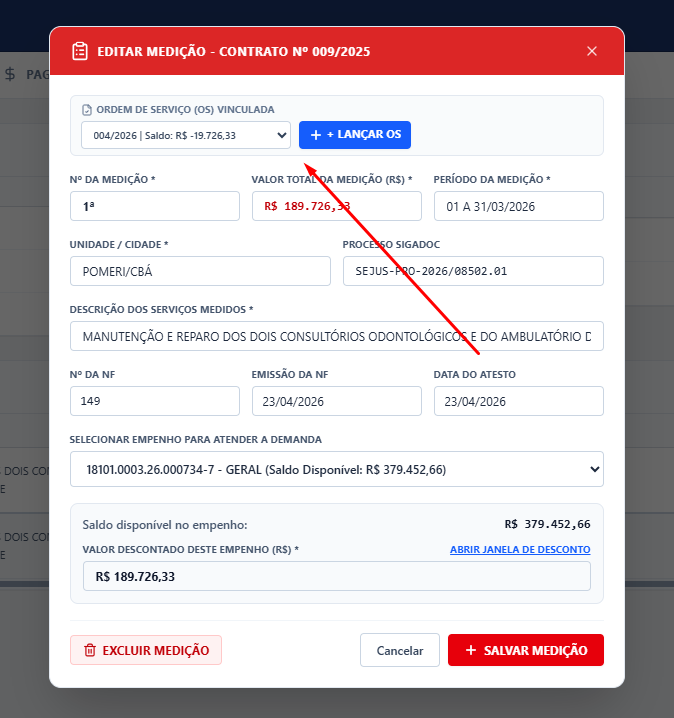 EDITAR MEDIÇÃO - CONTRATO Nº 009/2025
$ PAG
ORDEM DE SERVIÇO (OS) VINCULADA
004/2026 | Saldo: R$ -19.726,33
+ + LANÇAR OS
Nº DA MEDIÇÃO *
VALOR TOTAL DA MEDIÇÃO (R$) *
PERÍODO DA MEDIÇÃO *
1ª
R$ 189.726,33
01 A 31/03/2026
UNIDADE / CIDADE *
PROCESSO SIGADOC
POMERI/CBÁ
SEJUS-PRO-2026/08502.01
DESCRIÇÃO DOS SERVIÇOS MEDIDOS *
MANUTENÇÃO E REPARO DOS DOIS CONSULTÓRIOS ODONTOLÓGICOS E DO AMBULATÓRIO D
Nº DA NF
EMISSÃO DA NF
DATA DO ATESTO
149
23/04/2026
23/04/2026
SELECIONAR EMPENHO PARA ATENDER A DEMANDA
18101.0003.26.000734-7 - GERAL (Saldo Disponível: R$ 379.452,66)
DOIS CON
E
Saldo disponível no empenho:
R$ 379.452,66
DOIS CON
E
VALOR DESCONTADO DESTE EMPENHO (R$) *
ABRIR JANELA DE DESCONTO
R$ 189.726,33
EXCLUIR MEDIÇÃO
Cancelar
+ SALVAR MEDIÇÃO